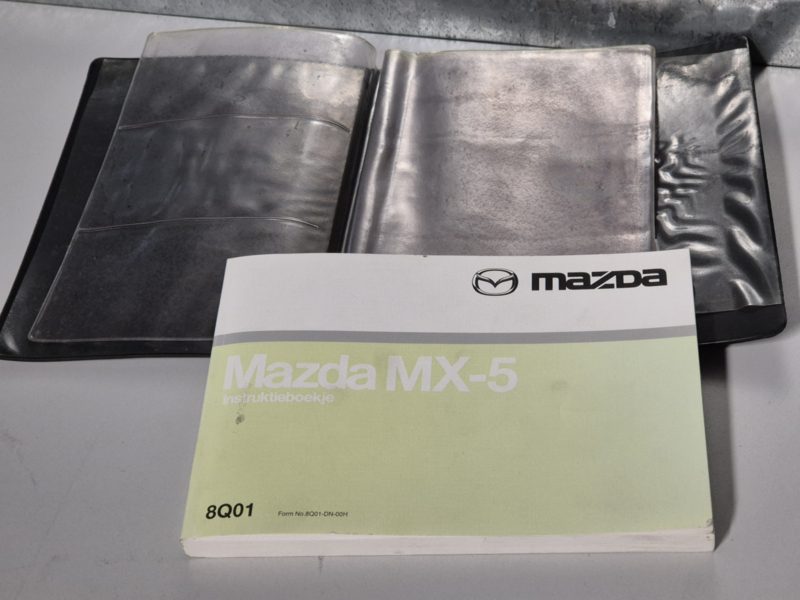 mazda
Mazda MX-5
Instruktieboekje
8Q01
Form No.8Q01-DN-00H